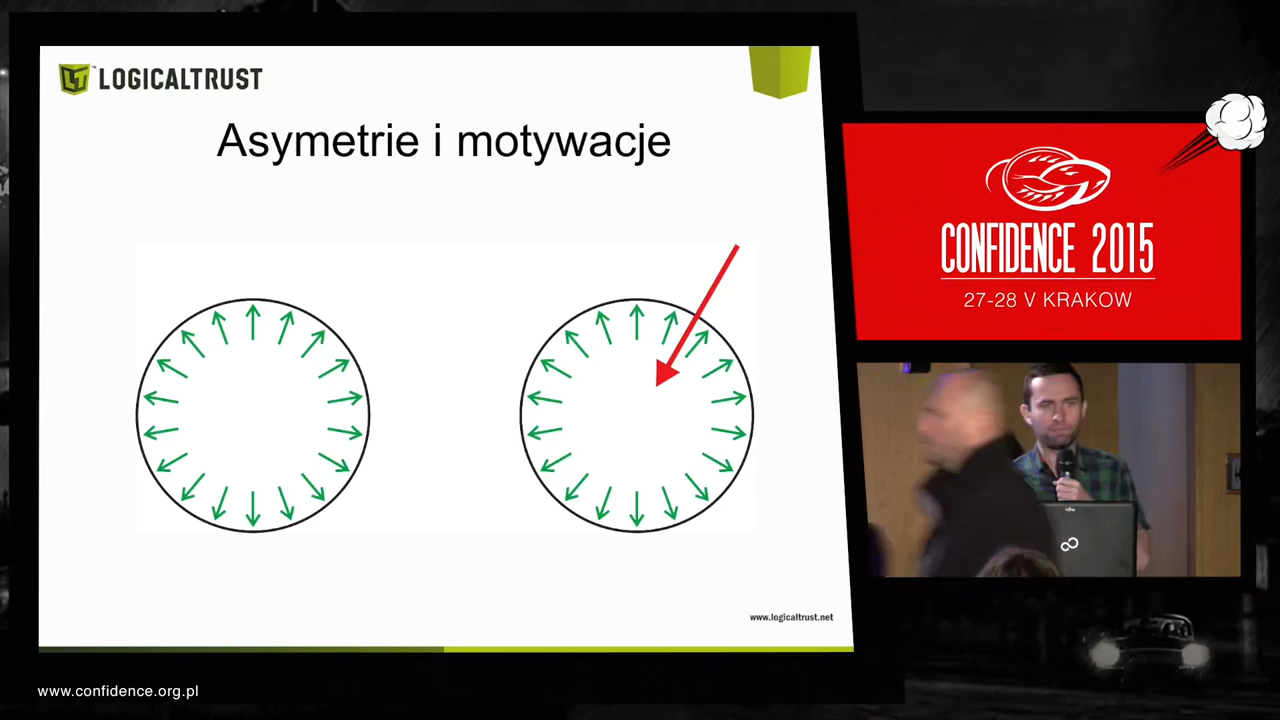 LOGICALTRUST
Asymetrie i motywacje
www.logicaltrust.net
CONFIDENCE 2015
27-28 V KRAKOW
www.confidence.org.pl